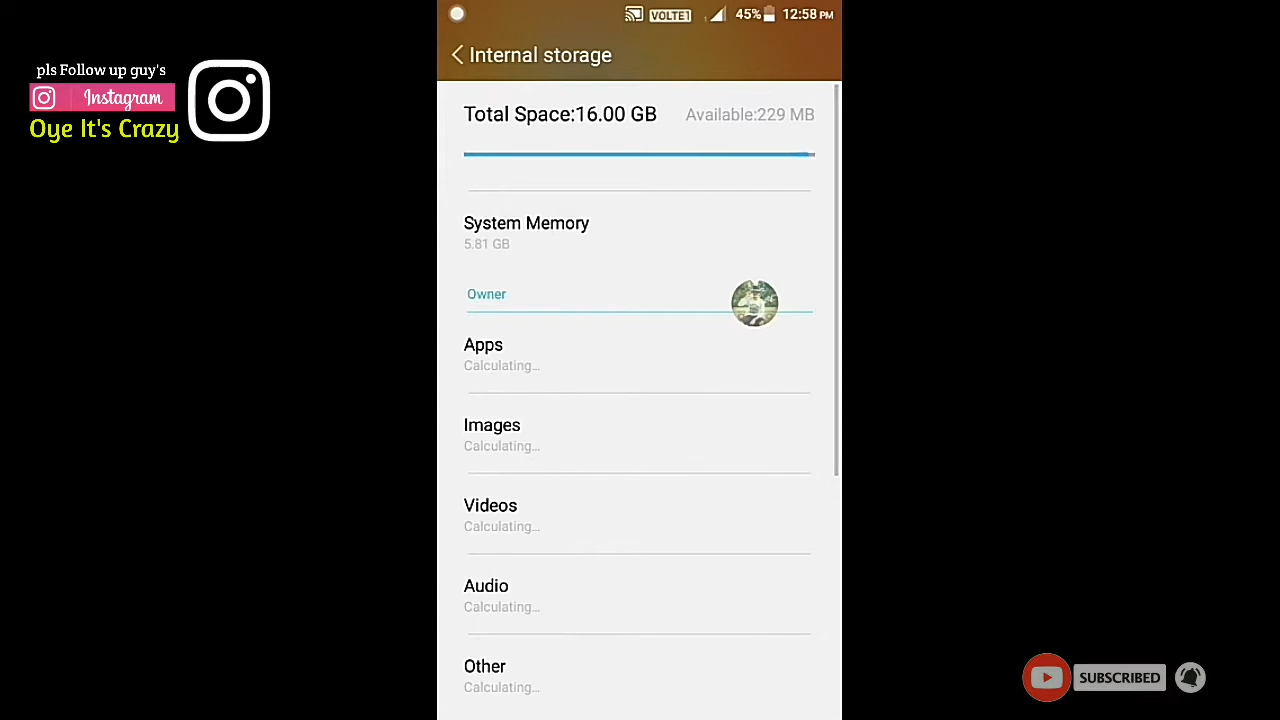 pls Follow up guy's
Instagram
Oye It's Crazy
VOLTE1 45% 12:58 PM
Internal storage
Total Space:16.00 GB Available:229 MB
System Memory
5.81 GB
Owner
Apps
Calculating...
Images
Calculating...
Videos
Calculating...
Audio
Calculating...
Other
Calculating...
SUBSCRIBED